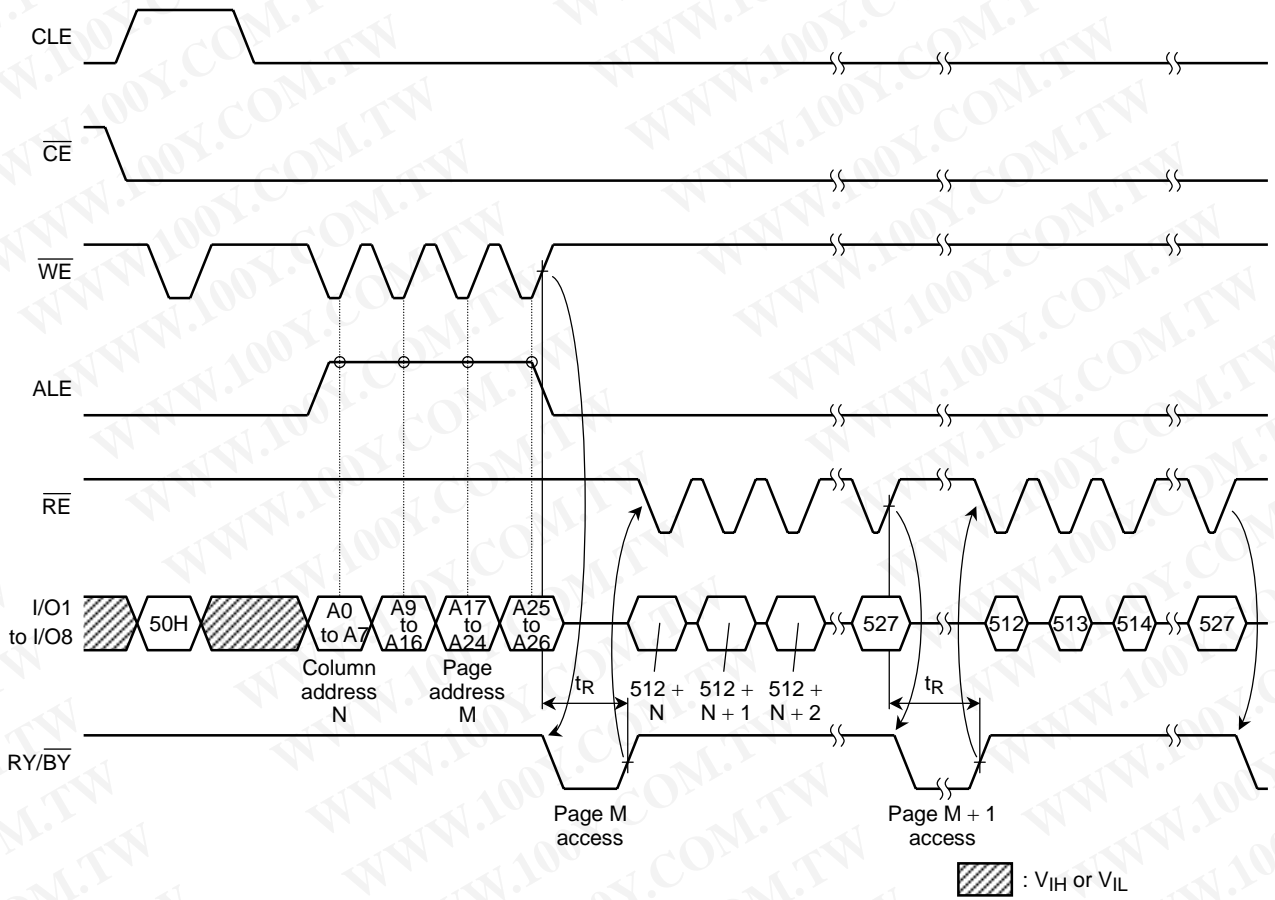 CLE
CE
WE
ALE
RE
I/O1
to I/O8
50H
A0
to A7
A9
to
A16
A17
to
A24
A25
to
A26
527
512
513
514
527
Column
address
N
Page
address
M
tR
512 +
N
512 +
N + 1
512 +
N + 2
tR
RY/BY
Page M
access
Page M + 1
access
: VIH or VIL
WWW.100Y.COM.TW